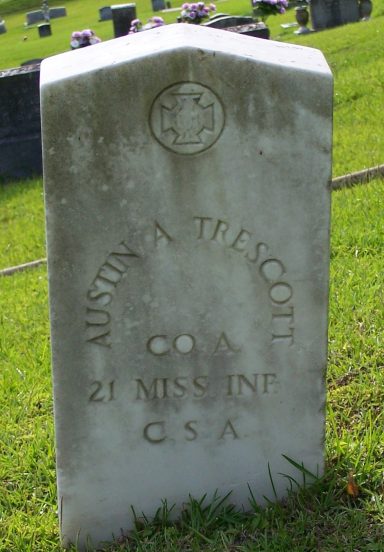 AUSTIN A TRESCOTT
CO A.
21 MISS. INF.
C. S. A.